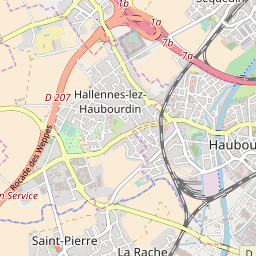 Sequedin
1b
1a
7b
7a
Hallennes-lez-
Haubourdin
D 207
Haubou
Rocade des Weppes
n Service
Saint-Pierre
La Rache
D